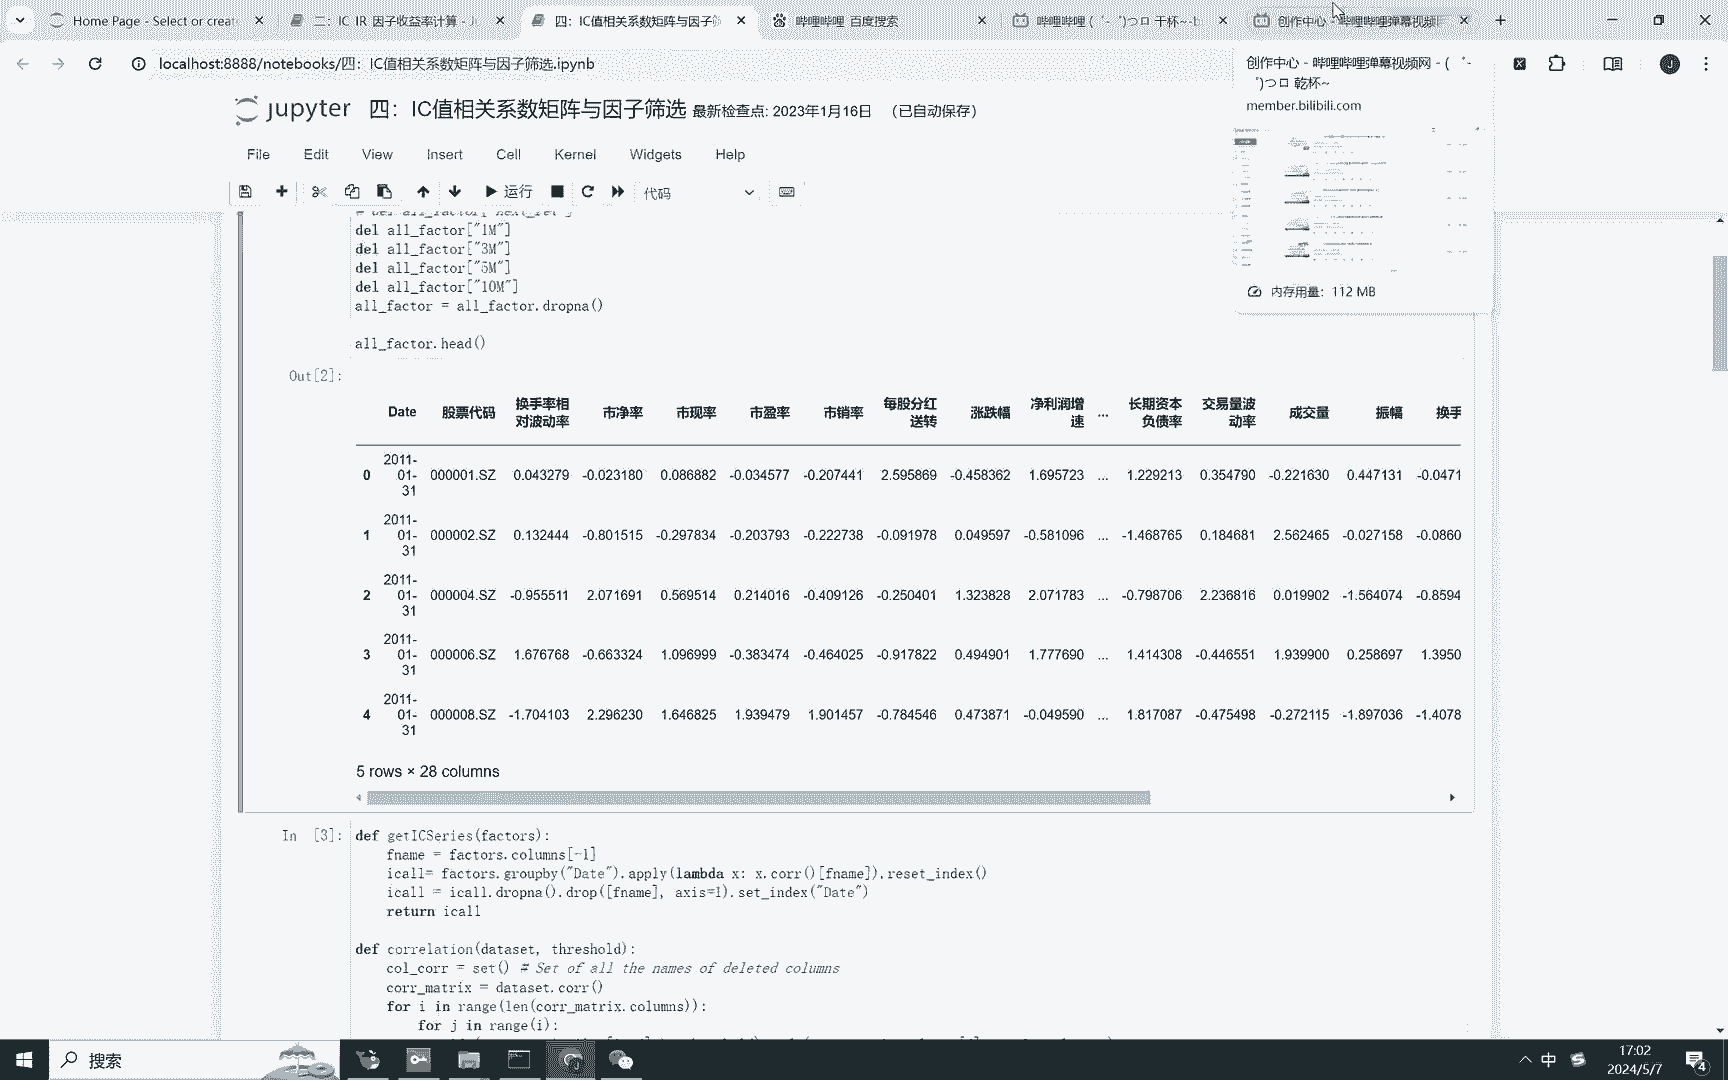 Home Page - Select or create
二：IC IR 因子收益率计算 - Ju
四：IC值相关系数矩阵与因子筛
哔哩哔哩_百度搜索
哔哩哔哩 (゜-゜)つロ 干杯~-b
创作中心 - 哔哩哔哩弹幕视频网
localhost:8888/notebooks/四：IC值相关系数矩阵与因子筛选.ipynb
创作中心 - 哔哩哔哩弹幕视频网 - (゜-
゜)つロ 乾杯~
member.bilibili.com
内存用量：112 MB
jupyter 四：IC值相关系数矩阵与因子筛选 最新检查点: 2023年1月16日 （已自动保存）
File Edit View Insert Cell Kernel Widgets Help
运行 代码
# del all_factor["next_ret"]
del all_factor["1M"]
del all_factor["3M"]
del all_factor["5M"]
del all_factor["10M"]
all_factor = all_factor.dropna()
all_factor.head()
Out[2]:
Date 股票代码 换手率相对波动率 市净率 市现率 市盈率 市销率 每股分红送转 涨跌幅 净利润增速 ... 长期资本负债率 交易量波动率 成交量 振幅 换手
0 2011-01-31 000001.SZ 0.043279 -0.023180 0.086882 -0.034577 -0.207441 2.595869 -0.458362 1.695723 ... 1.229213 0.354790 -0.221630 0.447131 -0.0471
1 2011-01-31 000002.SZ 0.132444 -0.801515 -0.297834 -0.203793 -0.222738 -0.091978 0.049597 -0.581096 ... -1.468765 0.184681 2.562465 -0.027158 -0.0860
2 2011-01-31 000004.SZ -0.955511 2.071691 0.569514 0.214016 -0.409126 -0.250401 1.323828 2.071783 ... -0.798706 2.236816 0.019902 -1.564074 -0.8594
3 2011-01-31 000006.SZ 1.676768 -0.663324 1.096999 -0.383474 -0.464025 -0.917822 0.494901 1.777690 ... 1.414308 -0.446551 1.939900 0.258697 1.3950
4 2011-01-31 000008.SZ -1.704103 2.296230 1.646825 1.939479 1.901457 -0.784546 0.473871 -0.049590 ... 1.817087 -0.475498 -0.272115 -1.897036 -1.4078
5 rows × 28 columns
In [3]:
def getICSeries(factors):
fname = factors.columns[-1]
icall= factors.groupby("Date").apply(lambda x: x.corr()[fname]).reset_index()
icall = icall.dropna().drop([fname], axis=1).set_index("Date")
return icall
def correlation(dataset, threshold):
col_corr = set() # Set of all the names of deleted columns
corr_matrix = dataset.corr()
for i in range(len(corr_matrix.columns)):
for j in range(i):
搜索
中
17:02
2024/5/7
4